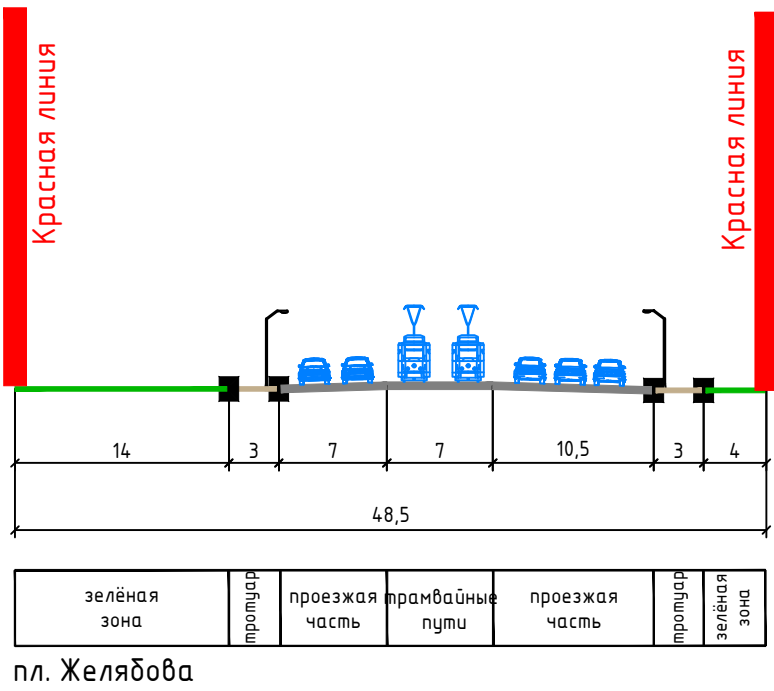 Красная линия
Красная линия
14
3
7
7
10,5
3
4
48,5
зелёная
зона
тротуар
проезжая
часть
трамвайные
пути
проезжая
часть
тротуар
зелёная
зона
пл. Желябова